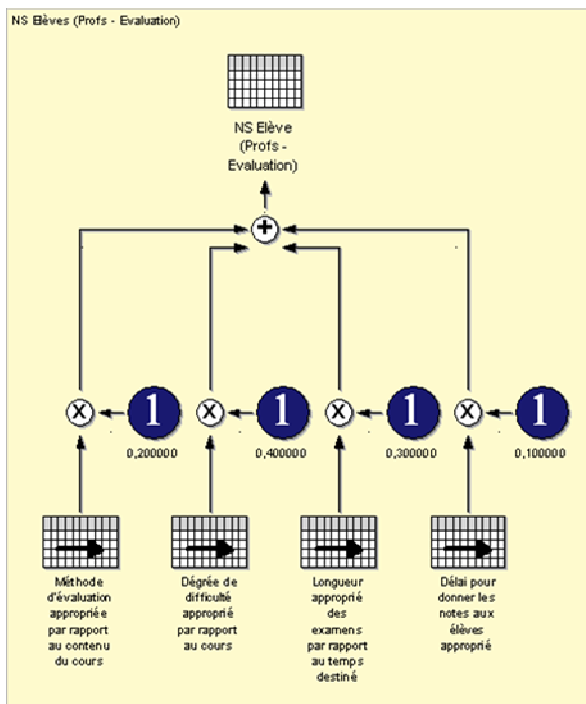 NS Elèves (Profs - Evaluation)
NS Elève
(Profs -
Evaluation)
+
X
1
X
1
X
1
X
1
0,200000
0,400000
0,300000
0,100000
Méthode
d'évaluation
appropriée
par rapport
au contenu
du cours
Dégrée de
difficulté
approprié
par rapport
au cours
Longueur
approprié
des
examens
par rapport
au temps
destiné
Délai pour
donner les
notes aux
élèves
approprié